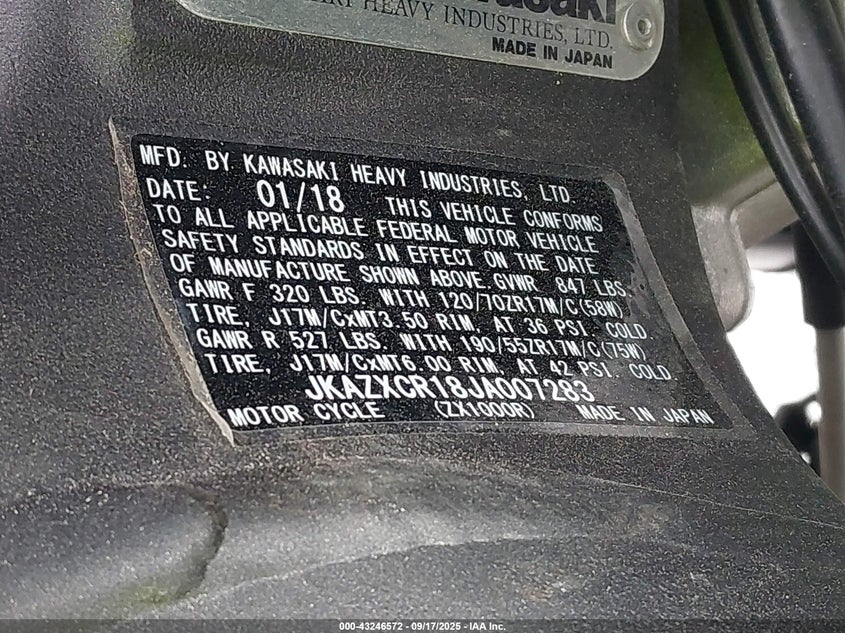 HEAVY INDUSTRIES, LTD.
MADE IN JAPAN
MFD. BY KAWASAKI HEAVY INDUSTRIES, LTD.
DATE: 01/18 THIS VEHICLE CONFORMS
TO ALL APPLICABLE FEDERAL MOTOR VEHICLE
SAFETY STANDARDS IN EFFECT ON THE DATE
OF MANUFACTURE SHOWN ABOVE.GVWR 847 LBS.
GAWR F 320 LBS. WITH 120/70ZR17M/C(58W)
TIRE, J17M/CxMT3.50 RIM, AT 36 PSI. COLD.
GAWR R 527 LBS. WITH 190/55ZR17M/C(75W)
TIRE, J17M/CxMT6.00 RIM, AT 42 PSI. COLD.
JKAZXCR18JA007283
MOTOR CYCLE (ZX1000R) MADE IN JAPAN
000-43246572 — 09/17/2025 — IAA Inc.